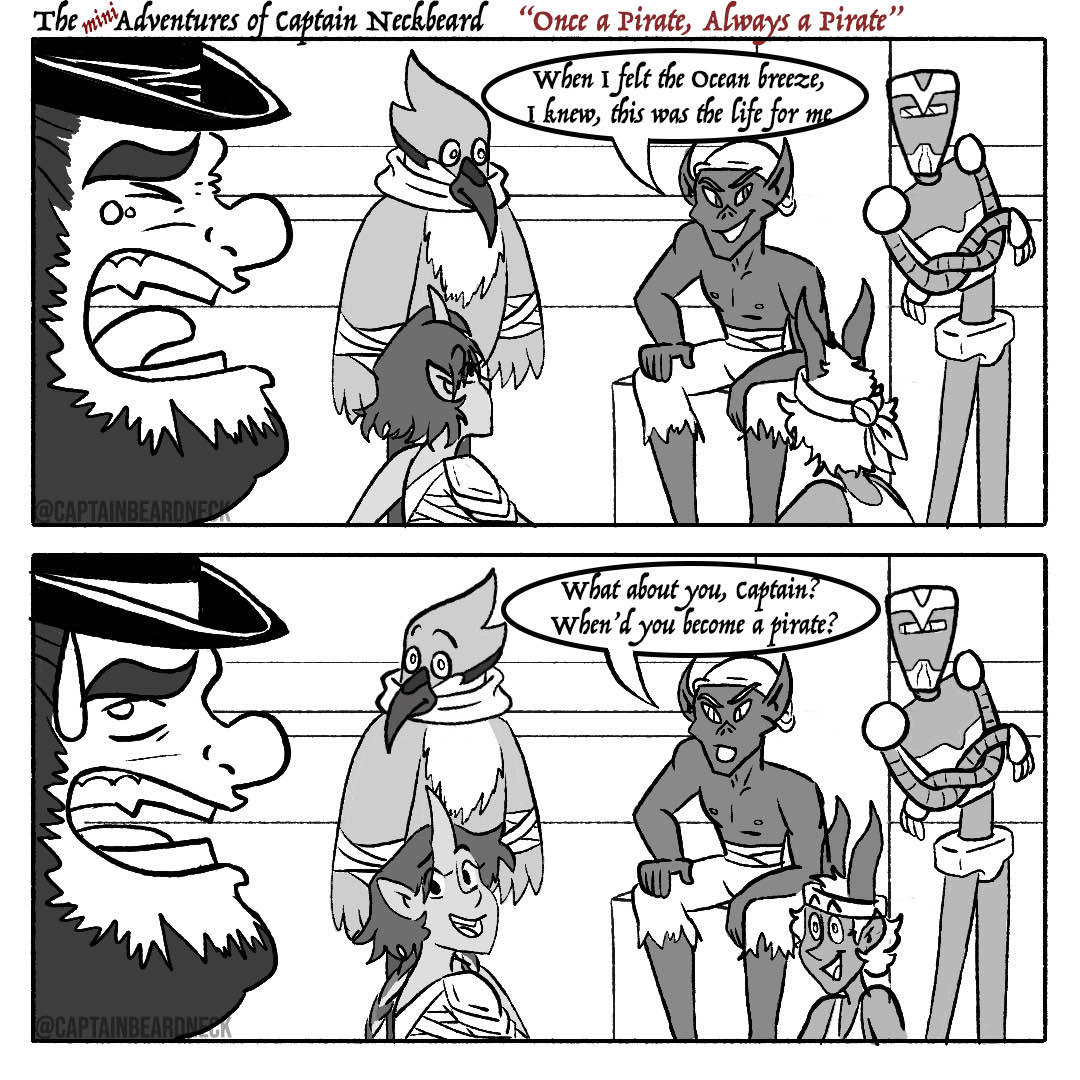 The mini Adventures of Captain Neckbeard “Once a Pirate, Always a Pirate”
When I felt the Ocean breeze,
I knew, this was the life for me
@CAPTAINBEARDNECK
What about you, Captain?
When'd you become a pirate?
@CAPTAINBEARDNECK